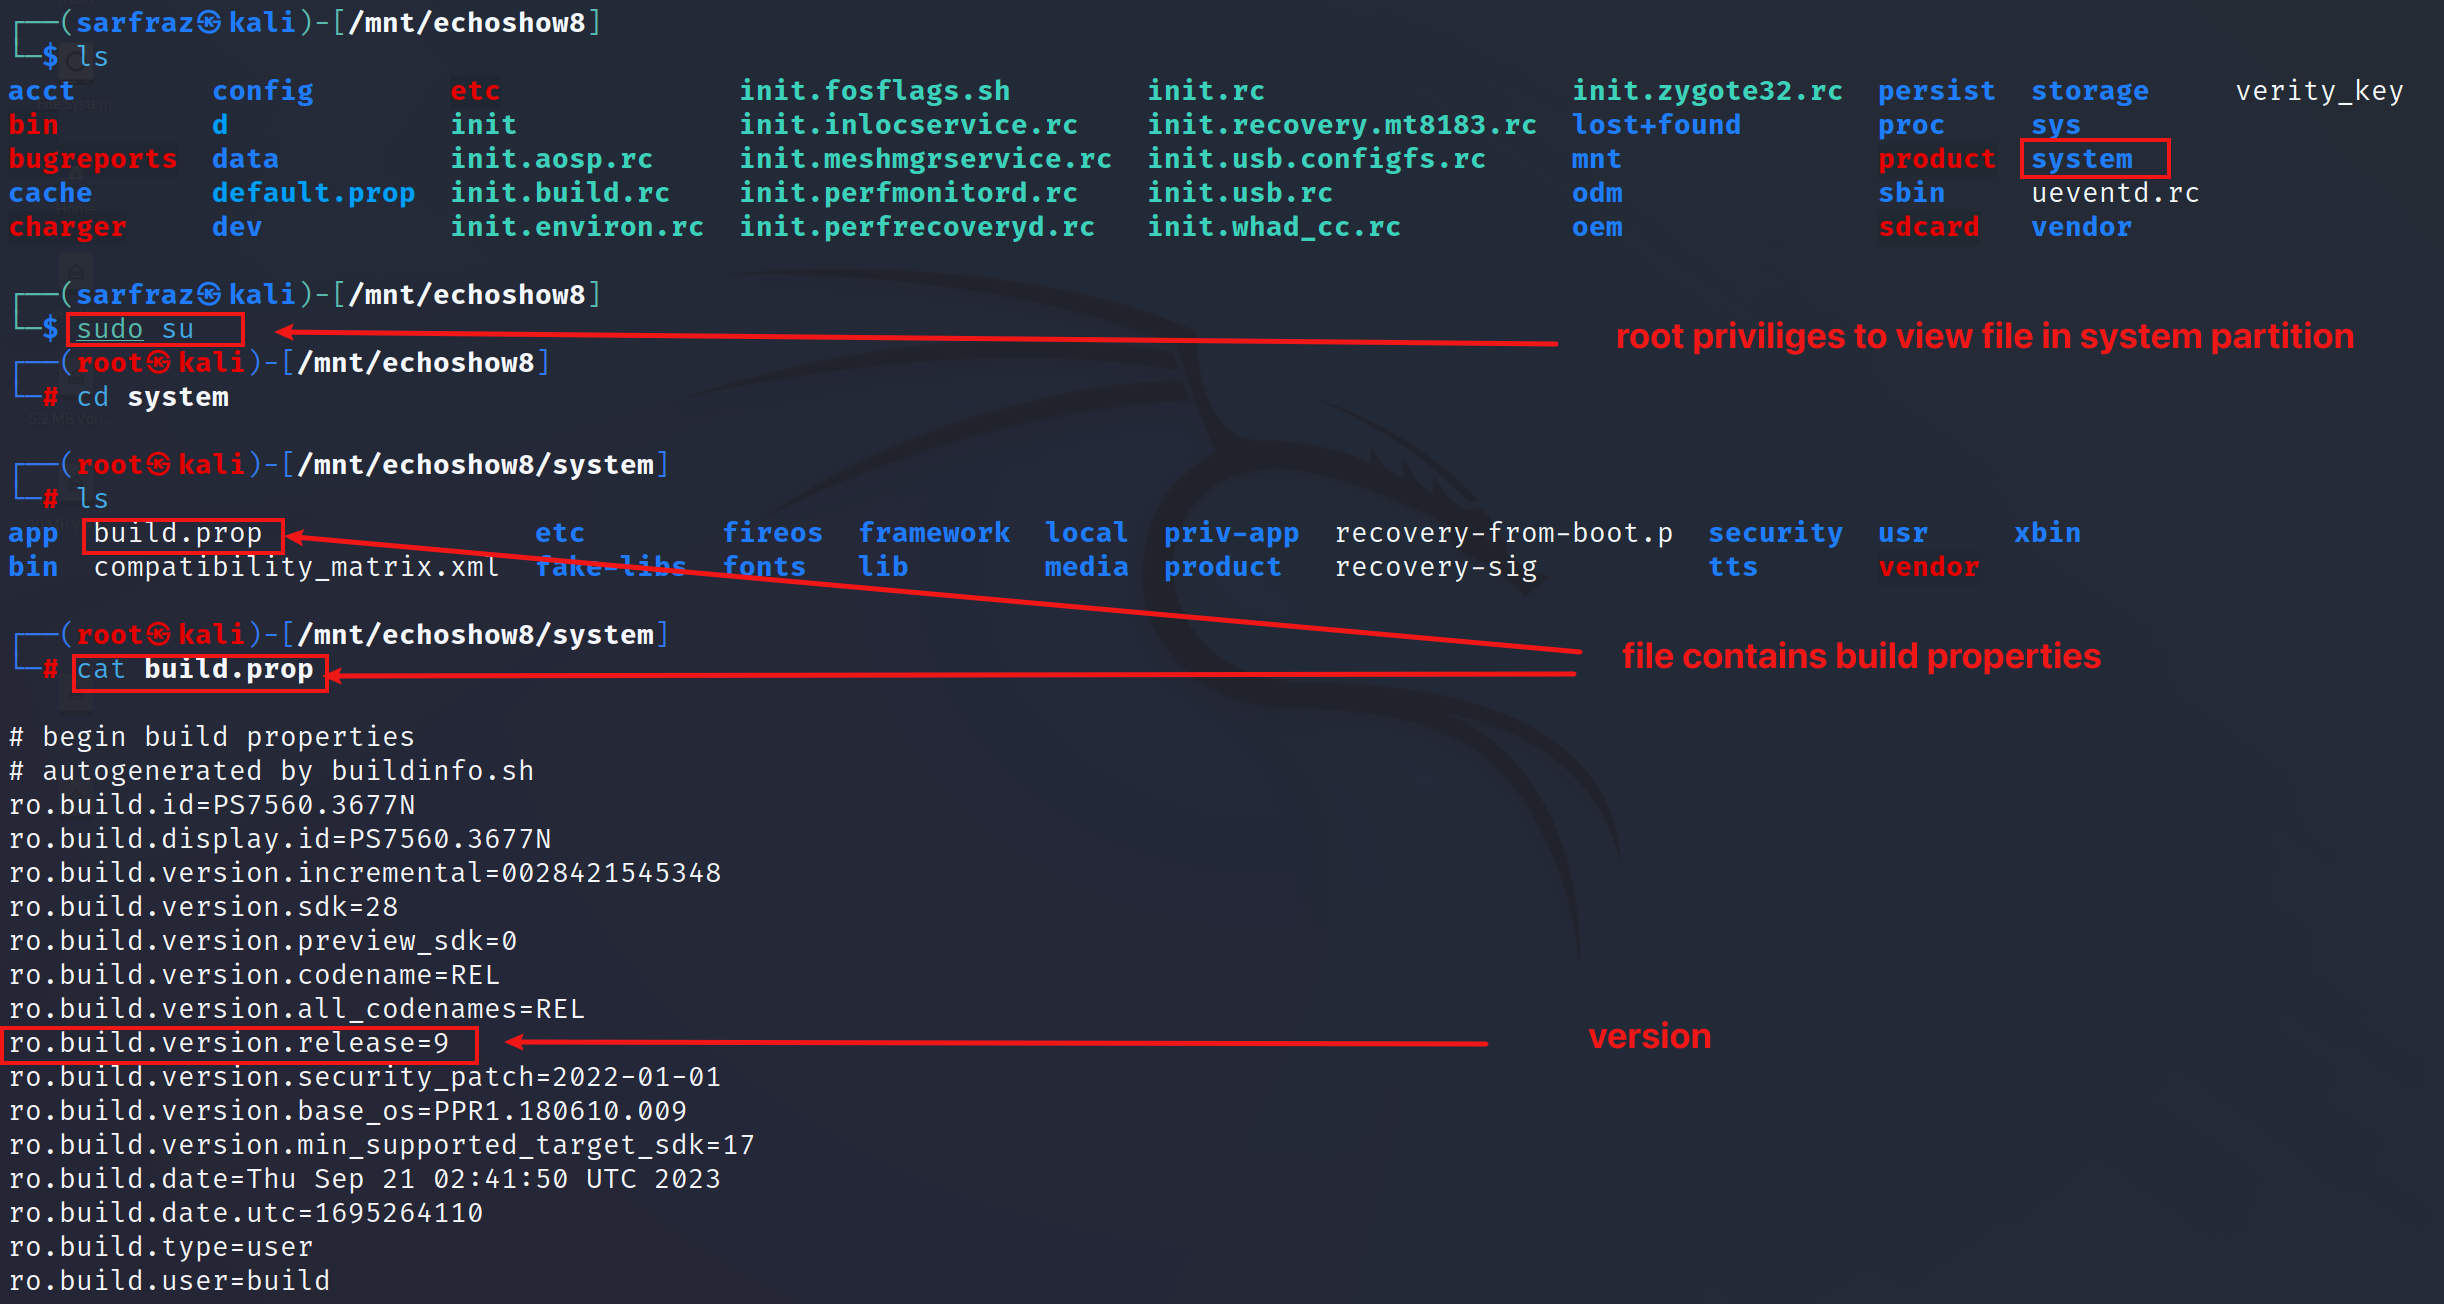 ┌──(sarfraz㉿kali)-[/mnt/echoshow8]
└─$ ls
acct config etc init.fosflags.sh init.rc init.zygote32.rc persist storage verity_key
bin d init init.inlocservice.rc init.recovery.mt8183.rc lost+found proc sys
bugreports data init.aosp.rc init.meshmgrservice.rc init.usb.configfs.rc mnt product system
cache default.prop init.build.rc init.perfmonitord.rc init.usb.rc odm sbin ueventd.rc
charger dev init.environ.rc init.perfrecoveryd.rc init.whad_cc.rc oem sdcard vendor
┌──(sarfraz㉿kali)-[/mnt/echoshow8]
└─$ sudo su
root priviliges to view file in system partition
┌──(root㉿kali)-[/mnt/echoshow8]
└─# cd system
┌──(root㉿kali)-[/mnt/echoshow8/system]
└─# ls
app build.prop etc fireos framework local priv-app recovery-from-boot.p security usr xbin
bin compatibility_matrix.xml fake-libs fonts lib media product recovery-sig tts vendor
┌──(root㉿kali)-[/mnt/echoshow8/system]
└─# cat build.prop
file contains build properties
# begin build properties
# autogenerated by buildinfo.sh
ro.build.id=PS7560.3677N
ro.build.display.id=PS7560.3677N
ro.build.version.incremental=0028421545348
ro.build.version.sdk=28
ro.build.version.preview_sdk=0
ro.build.version.codename=REL
ro.build.version.all_codenames=REL
ro.build.version.release=9
version
ro.build.version.security_patch=2022-01-01
ro.build.version.base_os=PPR1.180610.009
ro.build.version.min_supported_target_sdk=17
ro.build.date=Thu Sep 21 02:41:50 UTC 2023
ro.build.date.utc=1695264110
ro.build.type=user
ro.build.user=build